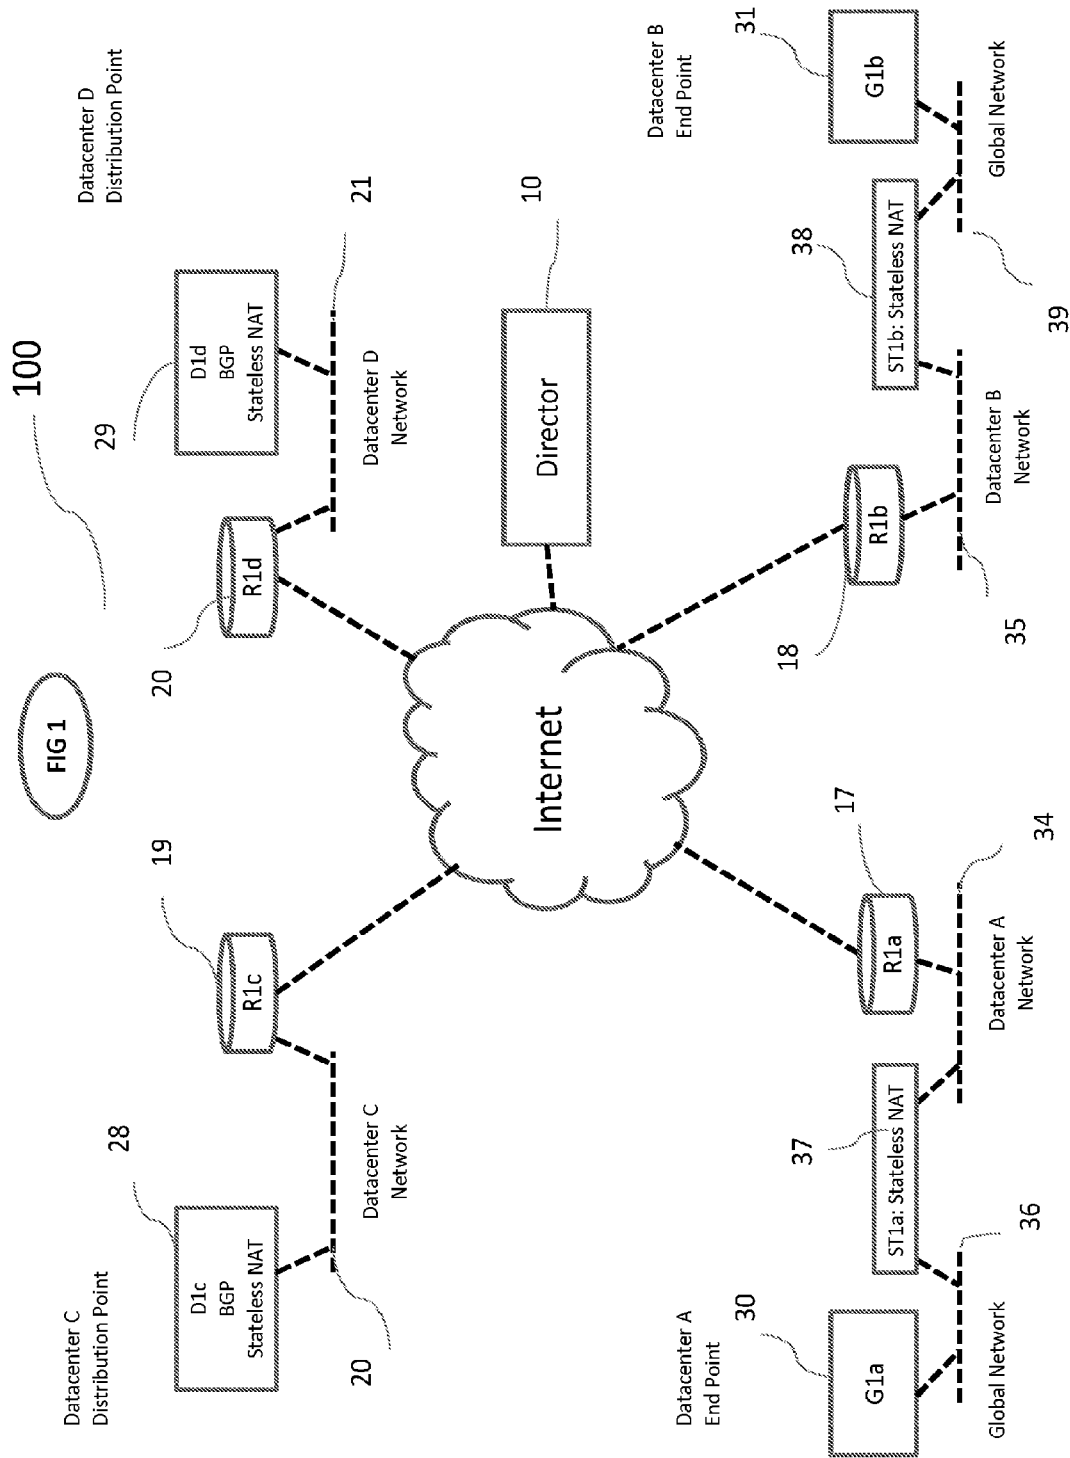 FIG 1
100
Datacenter C
Distribution Point
28
D1c
BGP
Stateless NAT
20
Datacenter C
Network
19
R1c
Datacenter D
Distribution Point
29
D1d
BGP
Stateless NAT
21
Datacenter D
Network
20
R1d
Internet
Director
10
Datacenter A
End Point
30
G1a
Global Network
36
37
ST1a: Stateless NAT
Datacenter A
Network
34
17
R1a
Datacenter B
End Point
31
G1b
Global Network
39
38
ST1b: Stateless NAT
Datacenter B
Network
35
18
R1b